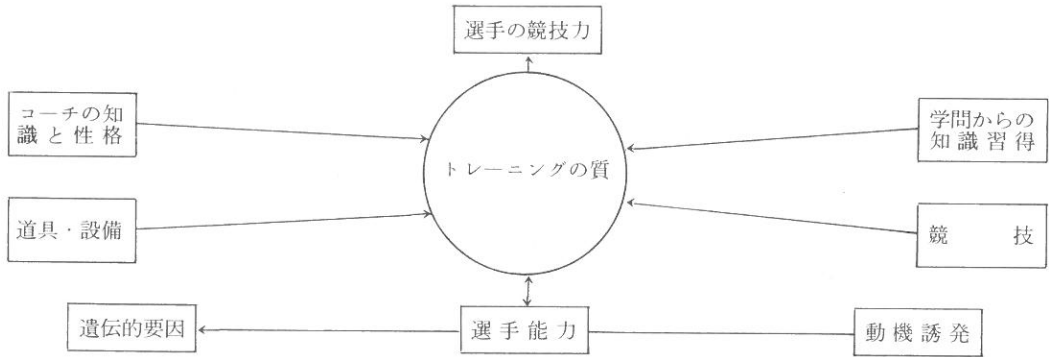 選手の競技力
コーチの知
識と性格
学問からの
知識習得
トレーニングの質
道具・設備
競技
遺伝的要因
選手能力
動機誘発